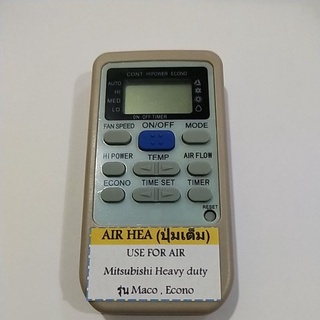 CONT HI POWER ECONO
AUTO
HI
MED
LO
ON OFF TIMER
FAN SPEED ON/OFF MODE
HI POWER TEMP AIR FLOW
ECONO TIME SET TIMER
RESET
AIR HEA (ปุ่มเดิม)
USE FOR AIR
Mitsubishi Heavy duty
รุ่น Maco , Econo